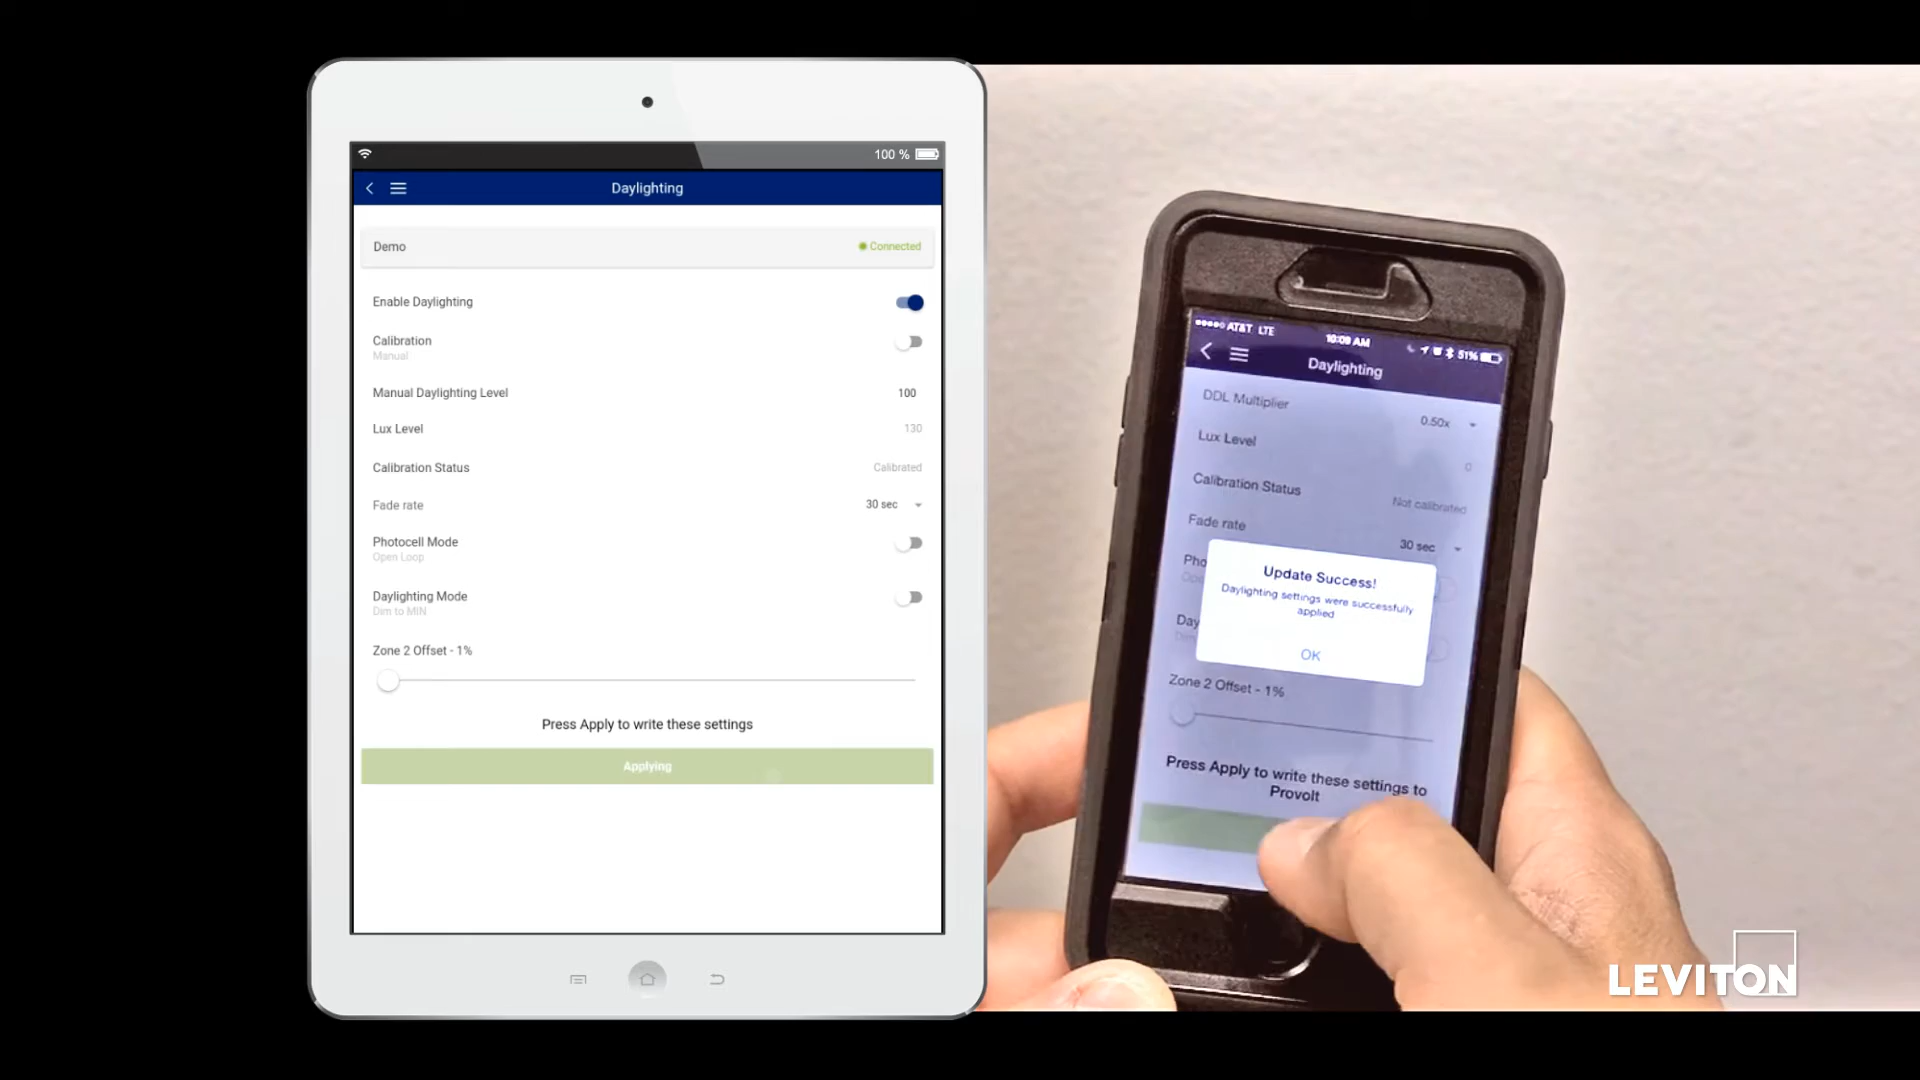 100 %
Daylighting
Demo
Connected
Enable Daylighting
Calibration
Manual
Manual Daylighting Level 100
Lux Level 130
Calibration Status Calibrated
Fade rate 30 sec
Photocell Mode
Open Loop
Daylighting Mode
Dim to MIN
Zone 2 Offset - 1%
Press Apply to write these settings
Applying
AT&T LTE 10:09 AM 51%
Daylighting
DDL Multiplier
0.50x
Lux Level
0
Calibration Status
Not calibrated
Fade rate
30 sec
Pho
Update Success!
Daylighting settings were successfully
applied
OK
Day
Zone 2 Offset - 1%
Press Apply to write these settings to
Provolt
LEVITON